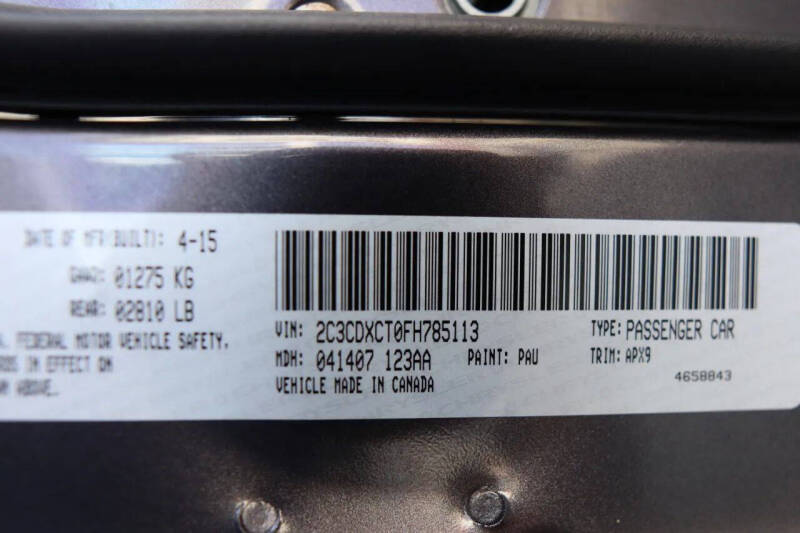 DATE OF MFR(BUILT): 4-15
01275 KG
REAR: 02810 LB
. FEDERAL MOTOR VEHICLE SAFETY,
RDS IN EFFECT ON
N ABOVE.
VIN: 2C3CDXCT0FH785113
TYPE: PASSENGER CAR
MDH: 041407 123AA PAINT: PAU
TRIM: APX9
VEHICLE MADE IN CANADA
4658843